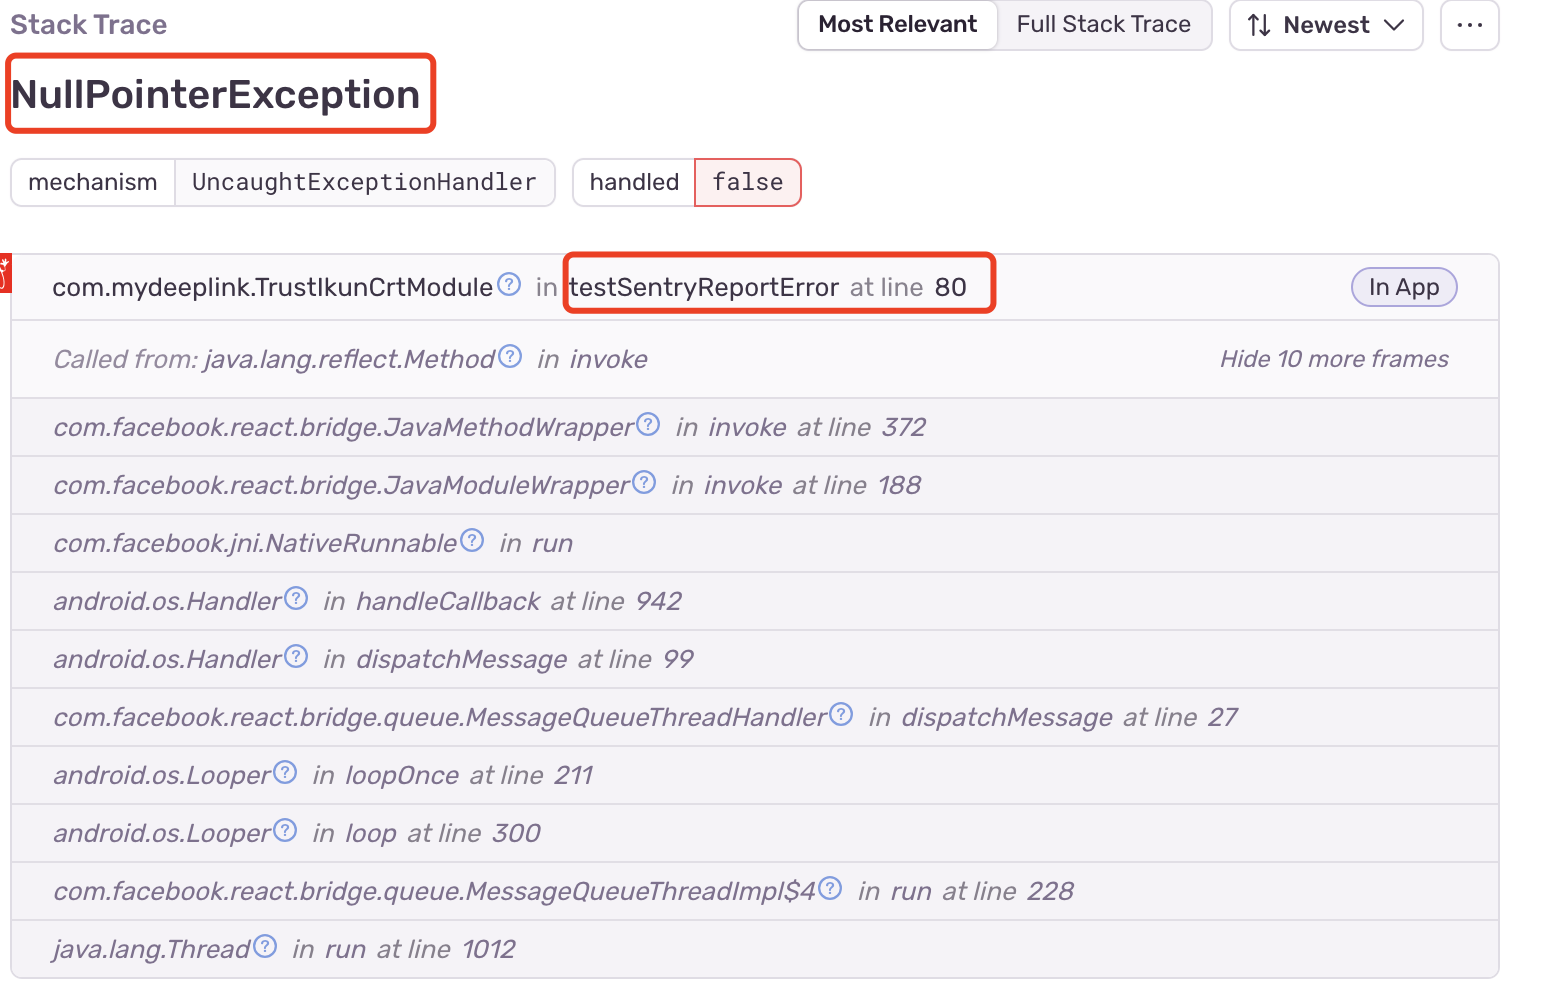 Stack Trace
Most Relevant Full Stack Trace Newest ...
NullPointerException
mechanism UncaughtExceptionHandler handled false
com.mydeeplink.TrustIkunCrtModule ? in testSentryReportError at line 80 In App
Called from: java.lang.reflect.Method ? in invoke Hide 10 more frames
com.facebook.react.bridge.JavaMethodWrapper ? in invoke at line 372
com.facebook.react.bridge.JavaModuleWrapper ? in invoke at line 188
com.facebook.jni.NativeRunnable ? in run
android.os.Handler ? in handleCallback at line 942
android.os.Handler ? in dispatchMessage at line 99
com.facebook.react.bridge.queue.MessageQueueThreadHandler ? in dispatchMessage at line 27
android.os.Looper ? in loopOnce at line 211
android.os.Looper ? in loop at line 300
com.facebook.react.bridge.queue.MessageQueueThreadImpl$4 ? in run at line 228
java.lang.Thread ? in run at line 1012